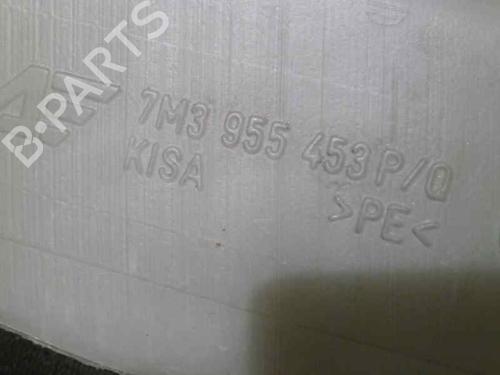 B-PARTS
7M3 955 453 P/Q
KISA
>PE<